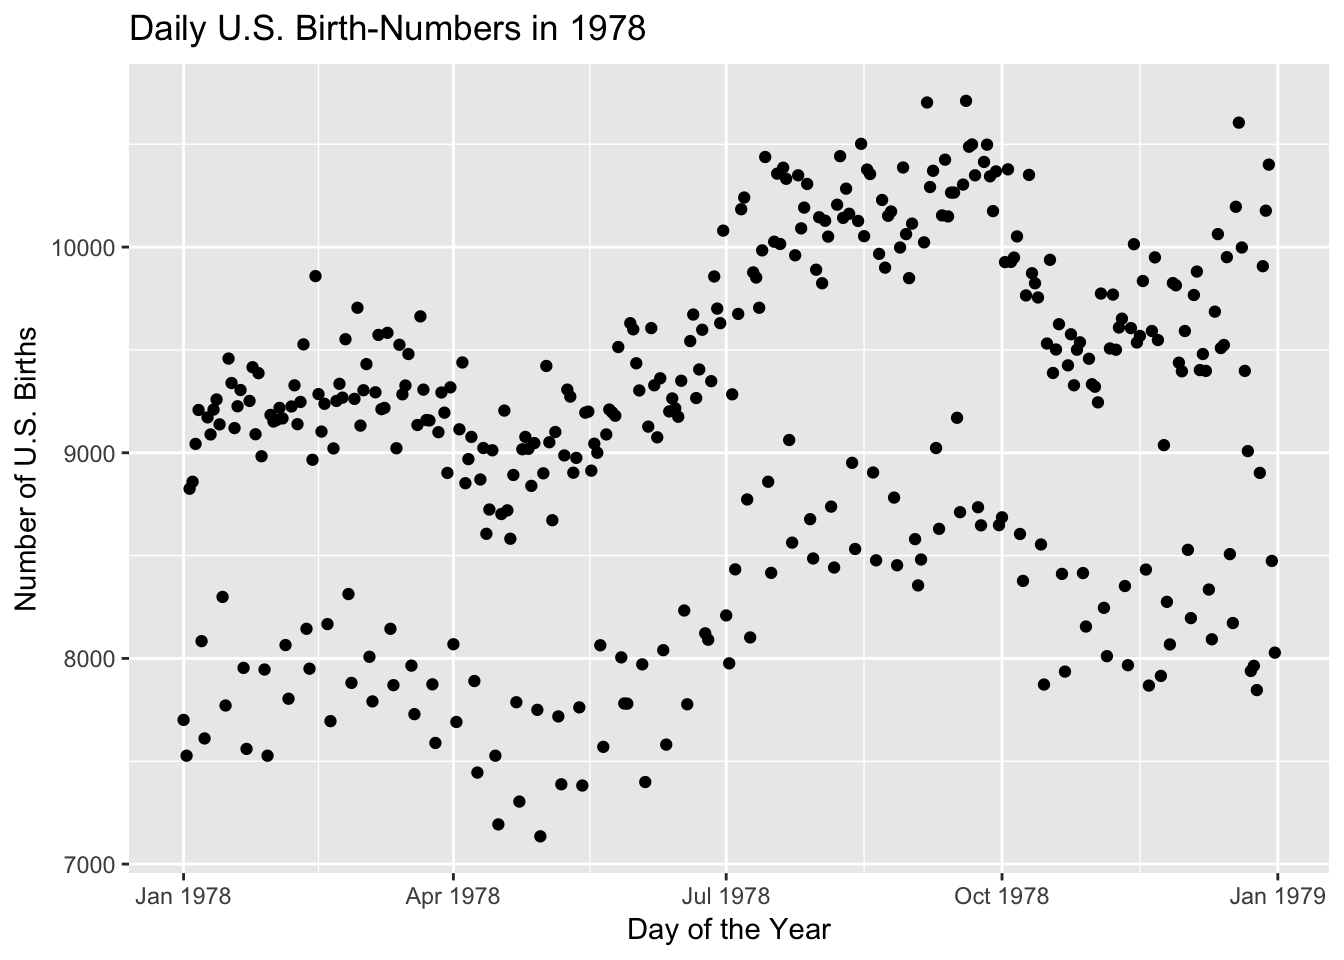 Daily U.S. Birth-Numbers in 1978
Number of U.S. Births
10000
9000
8000
7000
Jan 1978 Apr 1978 Jul 1978 Oct 1978 Jan 1979
Day of the Year